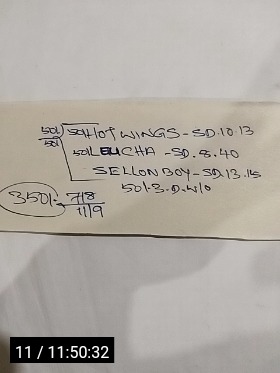 50/. 50/. HOT WINGS - SD.10.13
50/.
50/. LEUCHA - SD.8.40
SELLON BOY - SD.13.15
50/. S.D.W/O
350/. 7/8
11/9
11 / 11:50:32